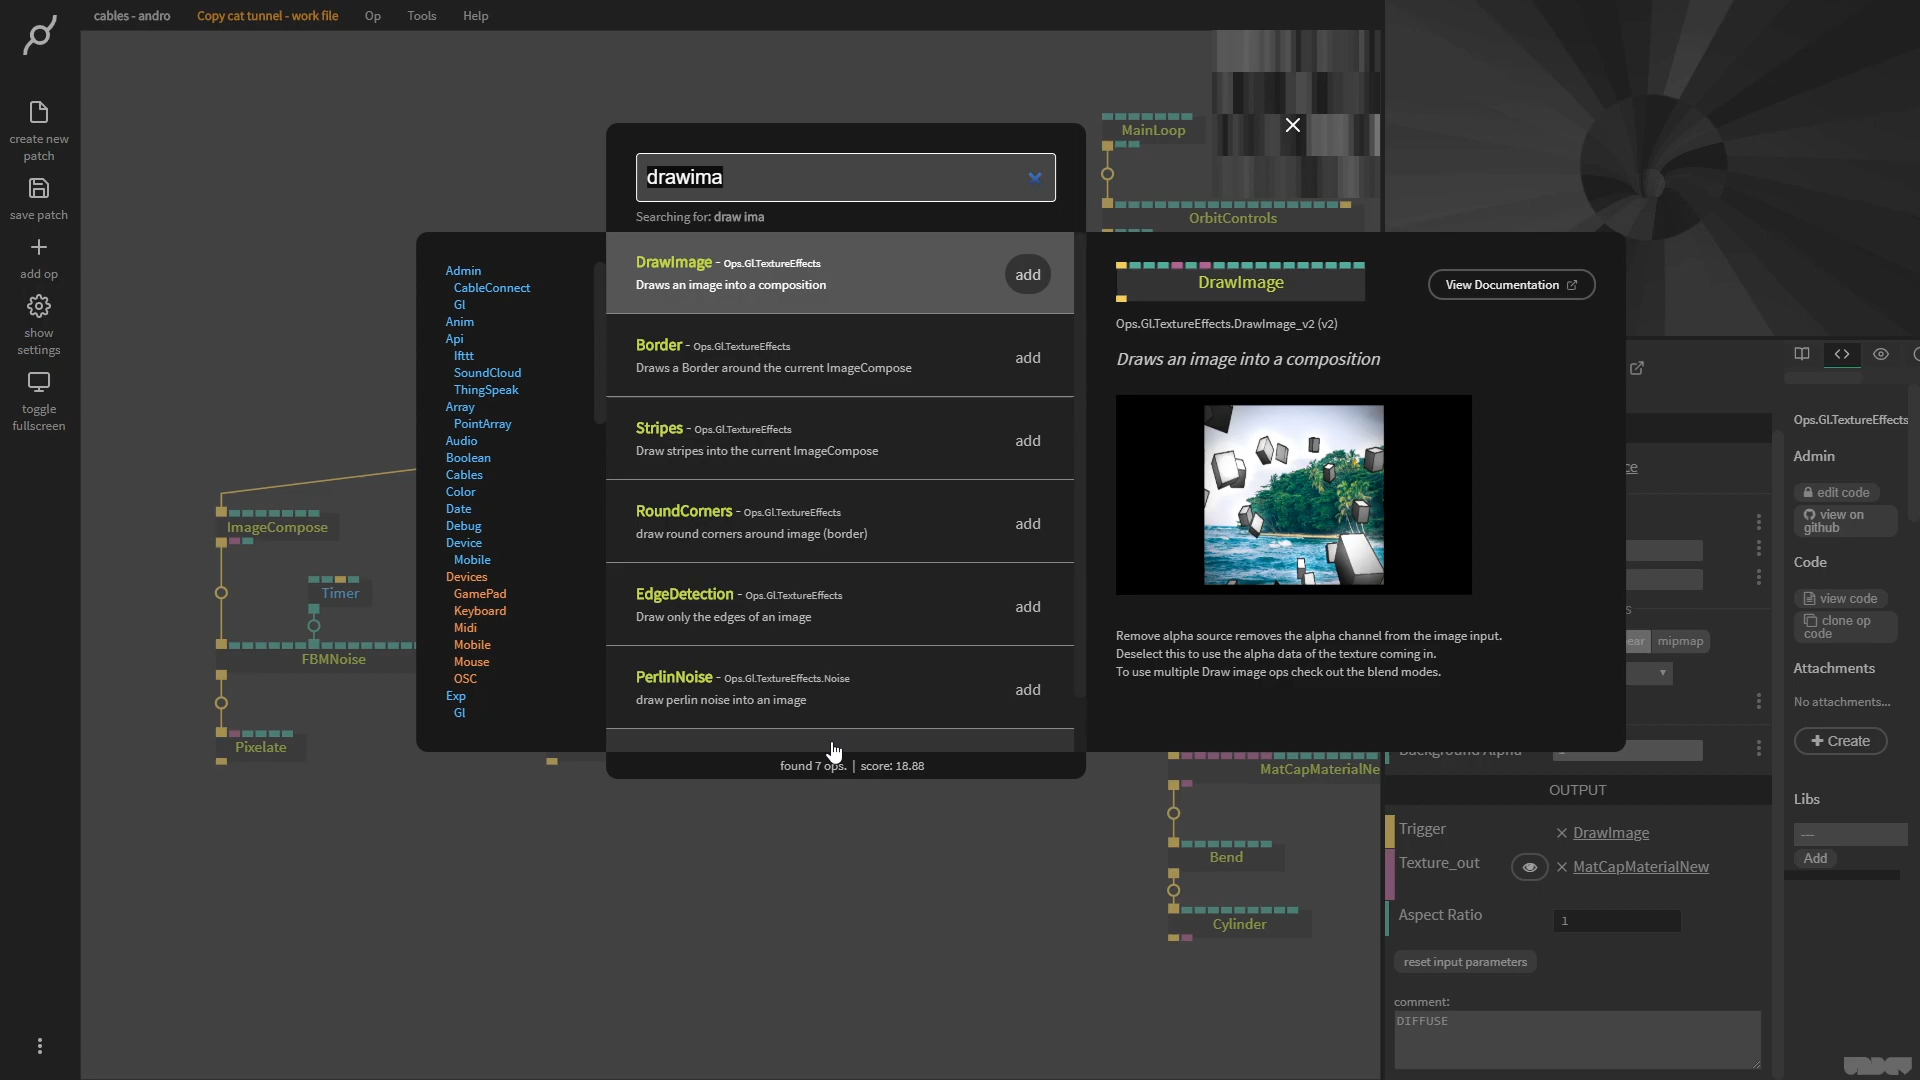 cables - andro
Copy cat tunnel - work file
Op
Tools
Help
create new
patch
save patch
add op
show
settings
toggle
fullscreen
MainLoop
OrbitControls
drawima
Searching for: draw ima
Admin
CableConnect
Gl
Anim
Api
Ifttt
SoundCloud
ThingSpeak
Array
PointArray
Audio
Boolean
Cables
Color
Date
Debug
Device
Mobile
Devices
GamePad
Keyboard
Midi
Mobile
Mouse
OSC
Exp
Gl
DrawImage - Ops.Gl.TextureEffects
Draws an image into a composition
add
Border - Ops.Gl.TextureEffects
Draws a Border around the current ImageCompose
add
Stripes - Ops.Gl.TextureEffects
Draw stripes into the current ImageCompose
add
RoundCorners - Ops.Gl.TextureEffects
draw round corners around image (border)
add
EdgeDetection - Ops.Gl.TextureEffects
Draw only the edges of an image
add
PerlinNoise - Ops.Gl.TextureEffects.Noise
draw perlin noise into an image
add
found 7 ops. | score: 18.88
DrawImage
View Documentation
Ops.Gl.TextureEffects.DrawImage_v2 (v2)
Draws an image into a composition
Remove alpha source removes the alpha channel from the image input.
Deselect this to use the alpha data of the texture coming in.
To use multiple Draw image ops check out the blend modes.
ImageCompose
Timer
FBMNoise
Pixelate
MatCapMaterialNe
Bend
Cylinder
ce
s
ear
mipmap
Background Alpha
OUTPUT
Trigger
DrawImage
Texture_out
MatCapMaterialNew
Aspect Ratio
1
reset input parameters
comment:
DIFFUSE
Ops.Gl.TextureEffects
Admin
edit code
view on
github
Code
view code
clone op
code
Attachments
No attachments...
+ Create
Libs
---
Add